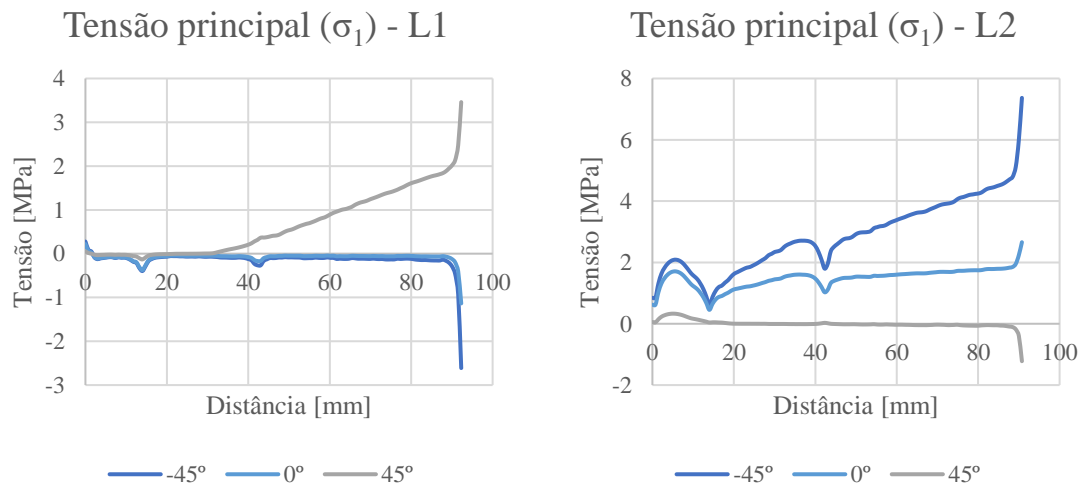 Tensão principal (σ₁) - L1
4
3
2
1
0
-1
-2
-3
0 20 40 60 80 100
Tensão [MPa]
Distância [mm]
-45º 0º 45º
Tensão principal (σ₁) - L2
8
6
4
2
0
-2
0 20 40 60 80 100
Tensão [MPa]
Distância [mm]
-45º 0º 45º